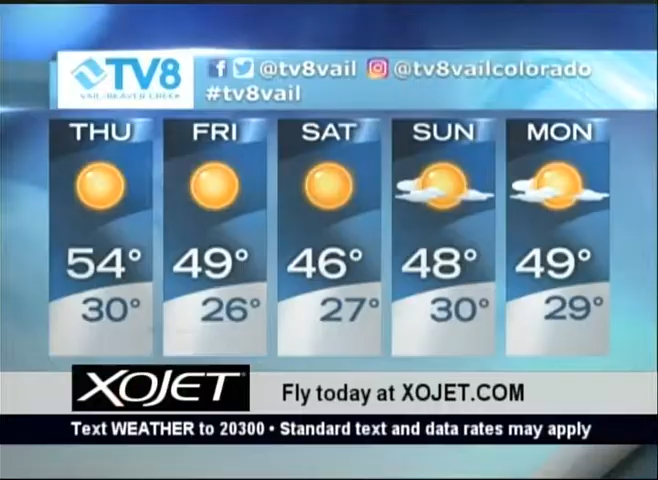 TV8
VAIL-BEAVER CREEK
@tv8vail @tv8vailcolorado
#tv8vail
THU FRI SAT SUN MON
54° 49° 46° 48° 49°
30° 26° 27° 30° 29°
XOJET Fly today at XOJET.COM
Text WEATHER to 20300 • Standard text and data rates may apply